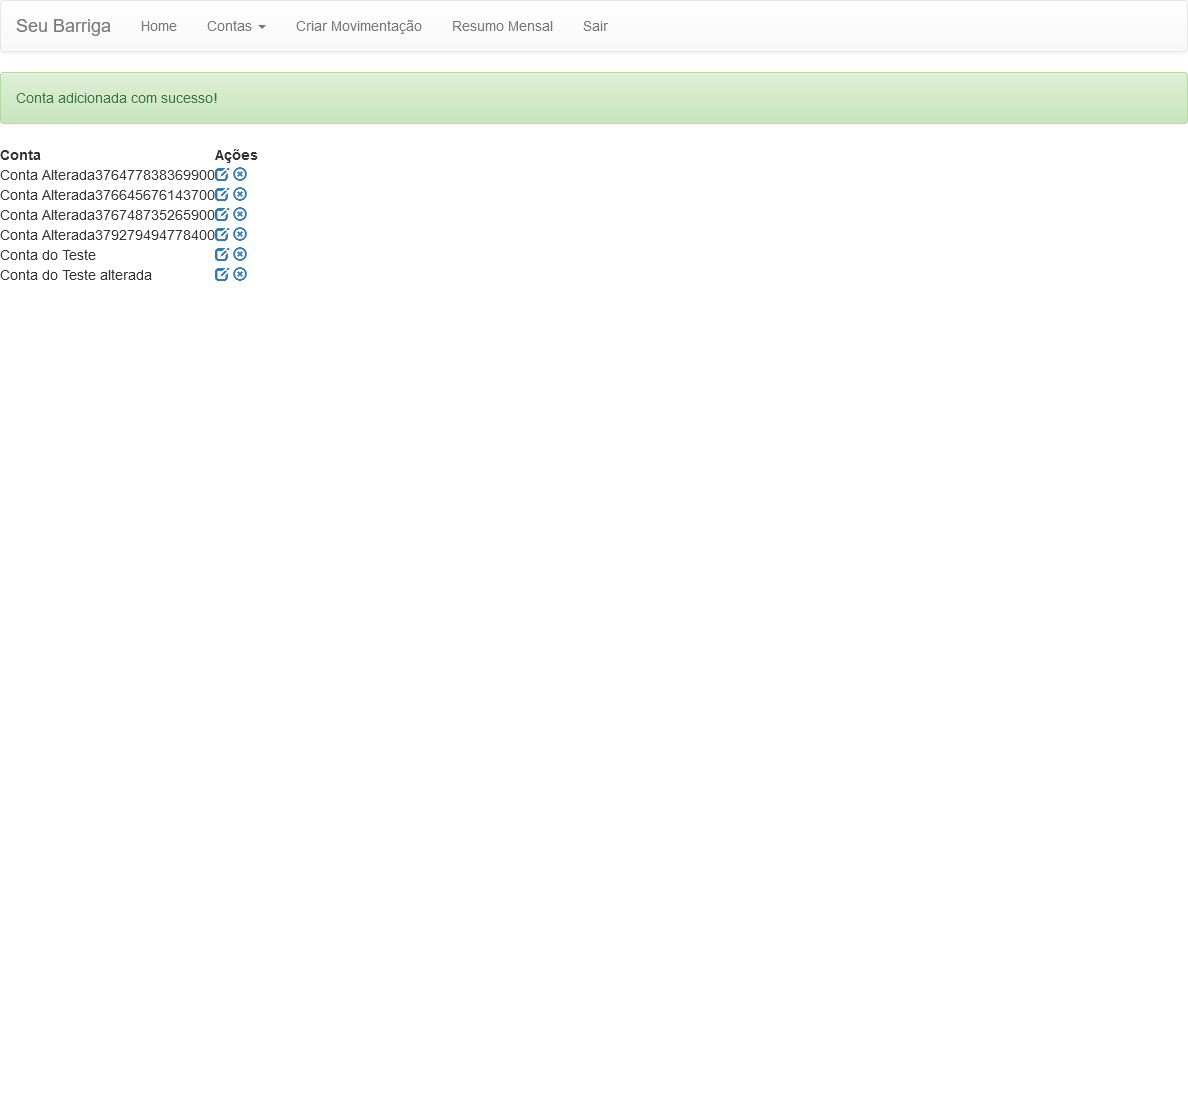 Seu Barriga Home Contas Criar Movimentação Resumo Mensal Sair
Conta adicionada com sucesso!
Conta Ações
Conta Alterada376477838369900
Conta Alterada376645676143700
Conta Alterada376748735265900
Conta Alterada379279494778400
Conta do Teste
Conta do Teste alterada